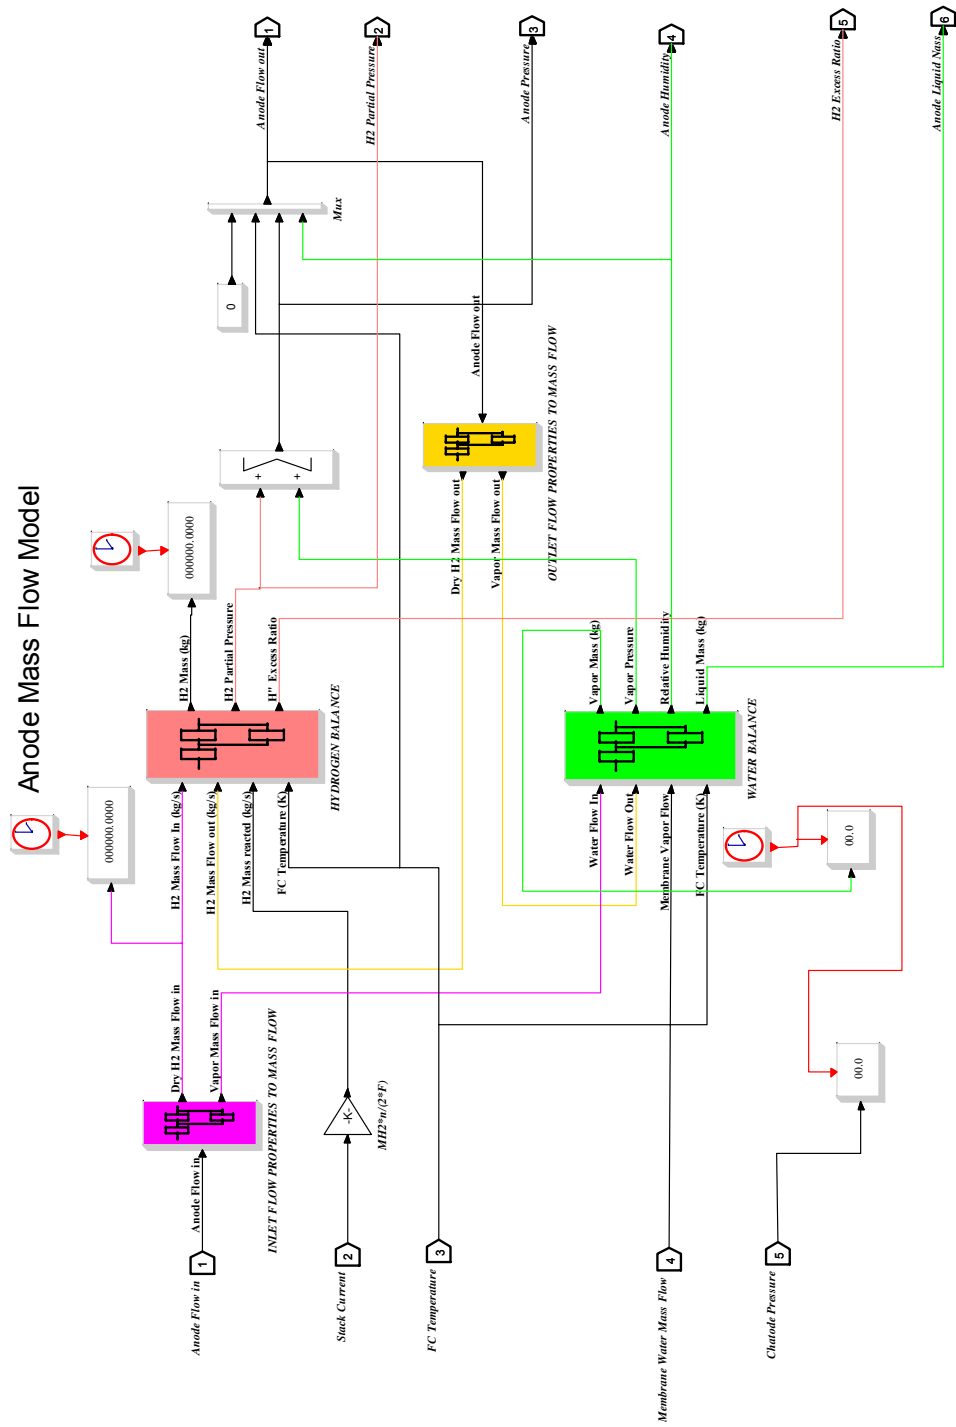 Anode Mass Flow Model
Anode Flow in
1
Anode Flow in
INLET FLOW PROPERTIES TO MASS FLOW
Dry H2 Mass Flow in
Vapor Mass Flow in
000000.0000
H2 Mass Flow In (kg/s)
H2 Mass Flow out (kg/s)
H2 Mass reacted (kg/s)
FC Temperature (K)
HYDROGEN BALANCE
H2 Mass (kg)
H2 Partial Pressure
H" Excess Ratio
000000.0000
+
+
0
Mux
1
Anode Flow out
2
H2 Partial Pressure
3
Anode Pressure
4
Anode Humidity
5
H2 Excess Ratio
6
Anode Liquid Nass
Stack Current
2
-K-
MH2*n/(2*F)
FC Temperature
3
Anode Flow out
OUTLET FLOW PROPERTIES TO MASS FLOW
Dry H2 Mass Flow out
Vapor Mass Flow out
Membrane Water Mass Flow
4
Water Flow In
Water Flow Out
Membrane Vapor Flow
FC Temperature (K)
WATER BALANCE
Vapor Mass (kg)
Vapor Pressure
Relative Humidity
Liquid Mass (kg)
Chatode Pressure
5
00.0
00.0